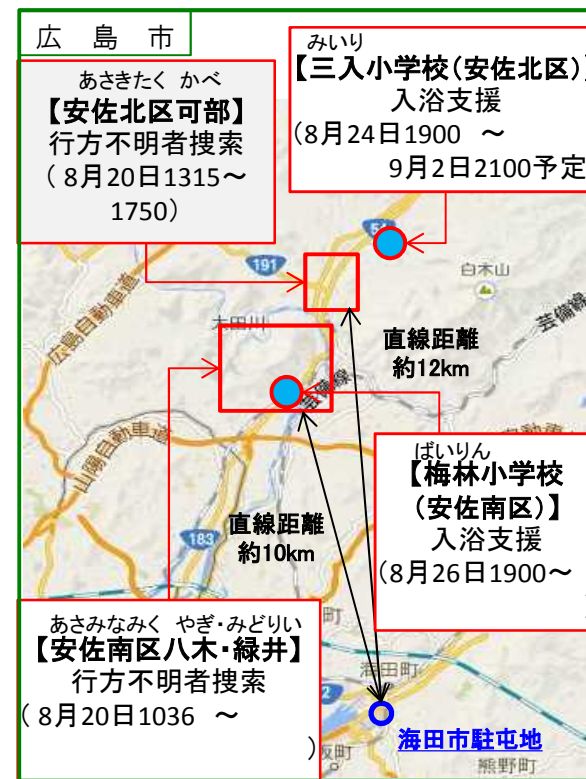 広 島 市
あさきたく かべ
【安佐北区可部】
行方不明者捜索
（8月20日1315～
1750）
みいり
【三入小学校（安佐北区）】
入浴支援
（8月24日1900 ～
9月2日2100予定
54
191
白木山
広島自動車道
太田川
芸備線
直線距離
約12km
芸備線
山陽自動車道
183
直線距離
約10km
ばいりん
【梅林小学校
（安佐南区）】
入浴支援
（8月26日1900～
あさみなみく やぎ・みどりい
【安佐南区八木・緑井】
行方不明者捜索
（8月20日1036 ～
）
町
海田町
2
海田市駐屯地
坂町
熊野町